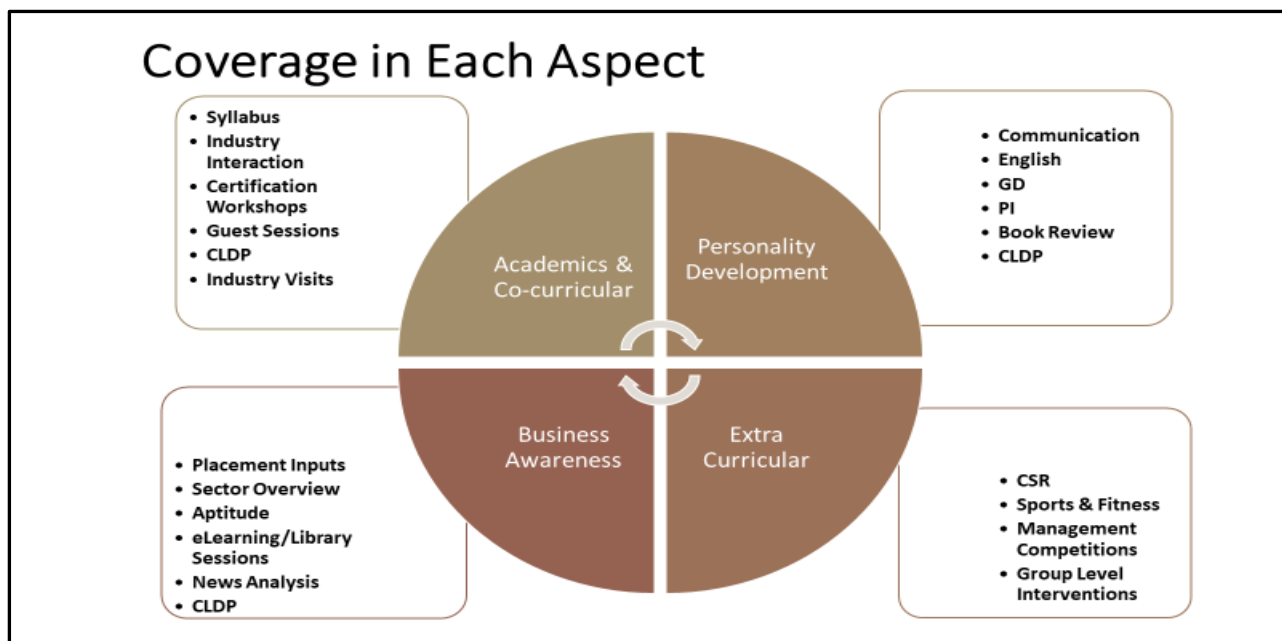 Coverage in Each Aspect
• Syllabus
• Industry
Interaction
• Certification
Workshops
• Guest Sessions
• CLDP
• Industry Visits
Academics &
Co-curricular
Personality
Development
• Communication
• English
• GD
• PI
• Book Review
• CLDP
• Placement Inputs
• Sector Overview
• Aptitude
• eLearning/Library
Sessions
• News Analysis
• CLDP
Business
Awareness
Extra
Curricular
• CSR
• Sports & Fitness
• Management
Competitions
• Group Level
Interventions